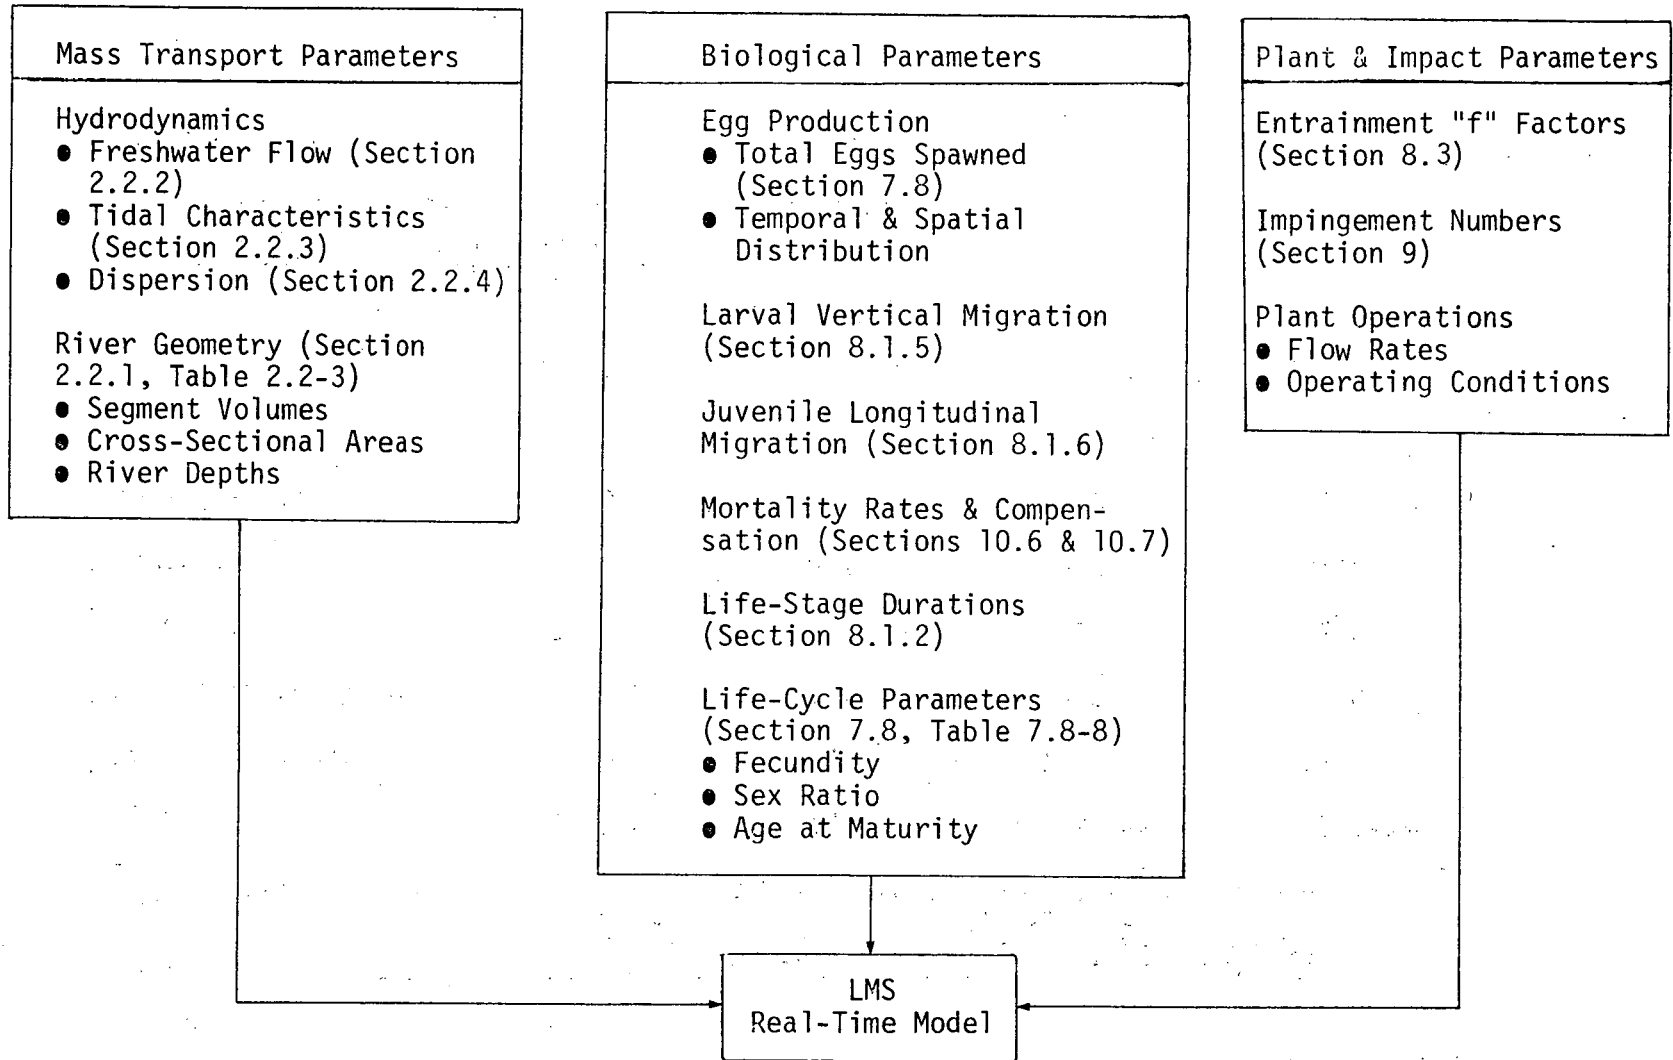 Mass Transport Parameters
Hydrodynamics
● Freshwater Flow (Section
2.2.2)
● Tidal Characteristics
(Section 2.2.3)
● Dispersion (Section 2.2.4)
River Geometry (Section
2.2.1, Table 2.2-3)
● Segment Volumes
● Cross-Sectional Areas
● River Depths
Biological Parameters
Egg Production
● Total Eggs Spawned
(Section 7.8)
● Temporal & Spatial
Distribution
Larval Vertical Migration
(Section 8.1.5)
Juvenile Longitudinal
Migration (Section 8.1.6)
Mortality Rates & Compen-
sation (Sections 10.6 & 10.7)
Life-Stage Durations
(Section 8.1.2)
Life-Cycle Parameters
(Section 7.8, Table 7.8-8)
● Fecundity
● Sex Ratio
● Age at Maturity
Plant & Impact Parameters
Entrainment "f" Factors
(Section 8.3)
Impingement Numbers
(Section 9)
Plant Operations
● Flow Rates
● Operating Conditions
LMS
Real-Time Model